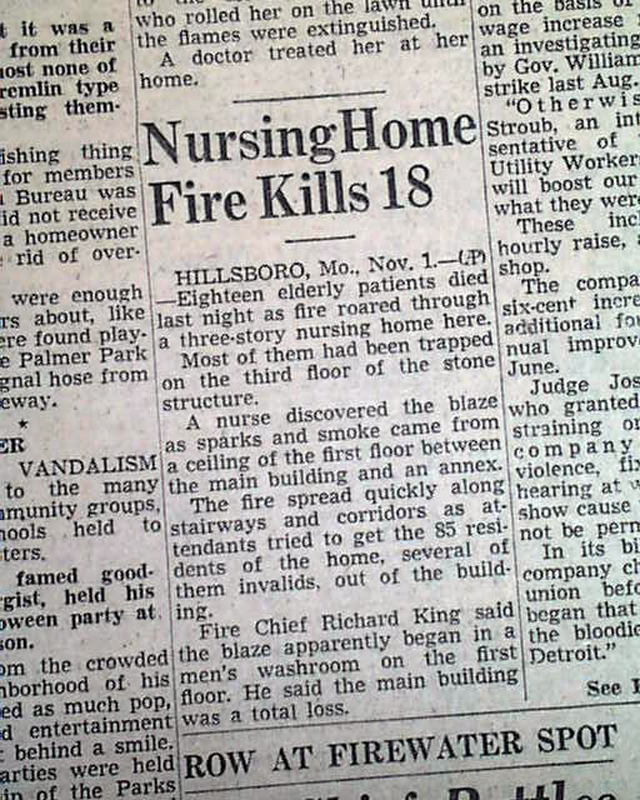 t it was a
from their
ost none of
remlin type
sting them-
ishing thing
for members
Bureau was
id not receive
a homeowner
rid of over-
were enough
rs about, like
ere found play-
e Palmer Park
gnal hose from
eway.
★
ER
VANDALISM
to the many
mmunity groups,
hools held to
ters.
famed good-
rgist, held his
oween party at
son.
om the crowded
hborhood of his
ed as much pop,
d entertainment
behind a smile.
arties were held
in of the Parks
who rolled her on the lawn until
the flames were extinguished.
A doctor treated her at her
home.
Nursing Home
Fire Kills 18
HILLSBORO, Mo., Nov. 1.—(AP)
—Eighteen elderly patients died
last night as fire roared through
a three-story nursing home here.
Most of them had been trapped
on the third floor of the stone
structure.
A nurse discovered the blaze
as sparks and smoke came from
a ceiling of the first floor between
the main building and an annex.
The fire spread quickly along
stairways and corridors as at-
tendants tried to get the 85 resi-
dents of the home, several of
them invalids, out of the build-
ing.
Fire Chief Richard King said
the blaze apparently began in a
men's washroom on the first
floor. He said the main building
was a total loss.
ROW AT FIREWATER SPOT
on the basis of
wage increase
an investigating
by Gov. William
strike last Aug.
"Otherwis
Stroub, an int
sentative of
Utility Worker
will boost our
what they wer
These inc
hourly raise,
shop.
The compa
six-cent incre
additional fou
nual improv
June.
Judge Jos
who granted
straining or
company
violence, fix
hearing at w
show cause
not be perm
In its bi
company ch
union befo
began that
the bloodie
Detroit."
See